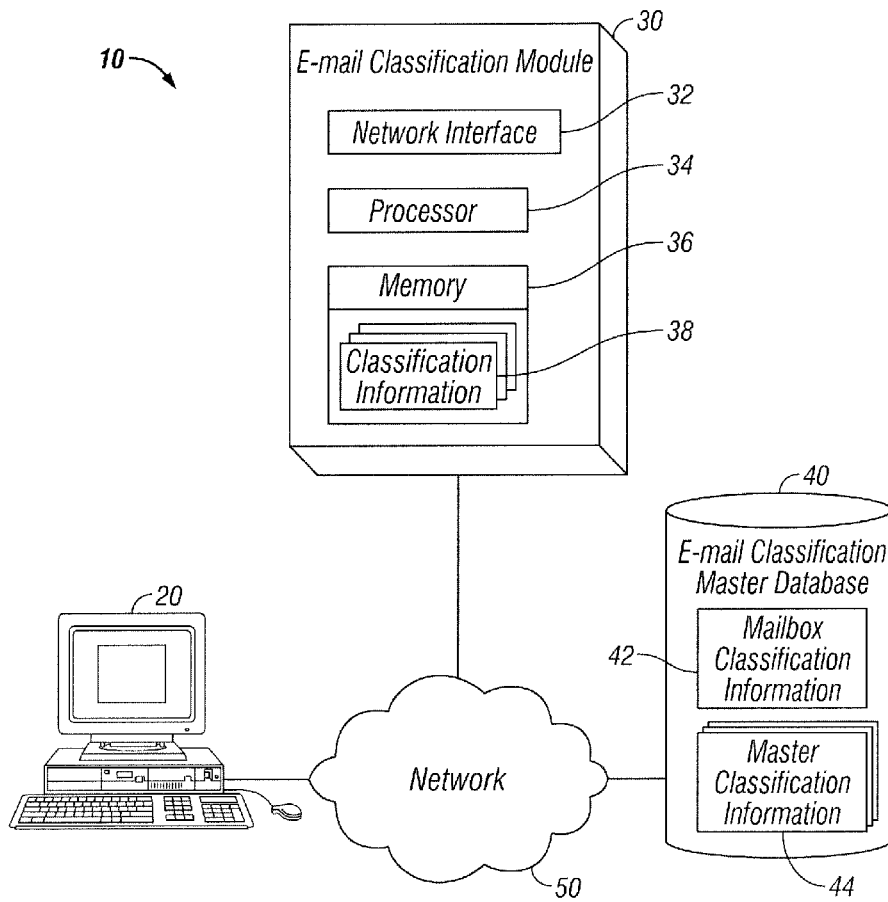 10
30
E-mail Classification Module
Network Interface
32
Processor
34
Memory
36
Classification
Information
38
40
E-mail Classification
Master Database
Mailbox
Classification
Information
42
Master
Classification
Information
44
20
Network
50